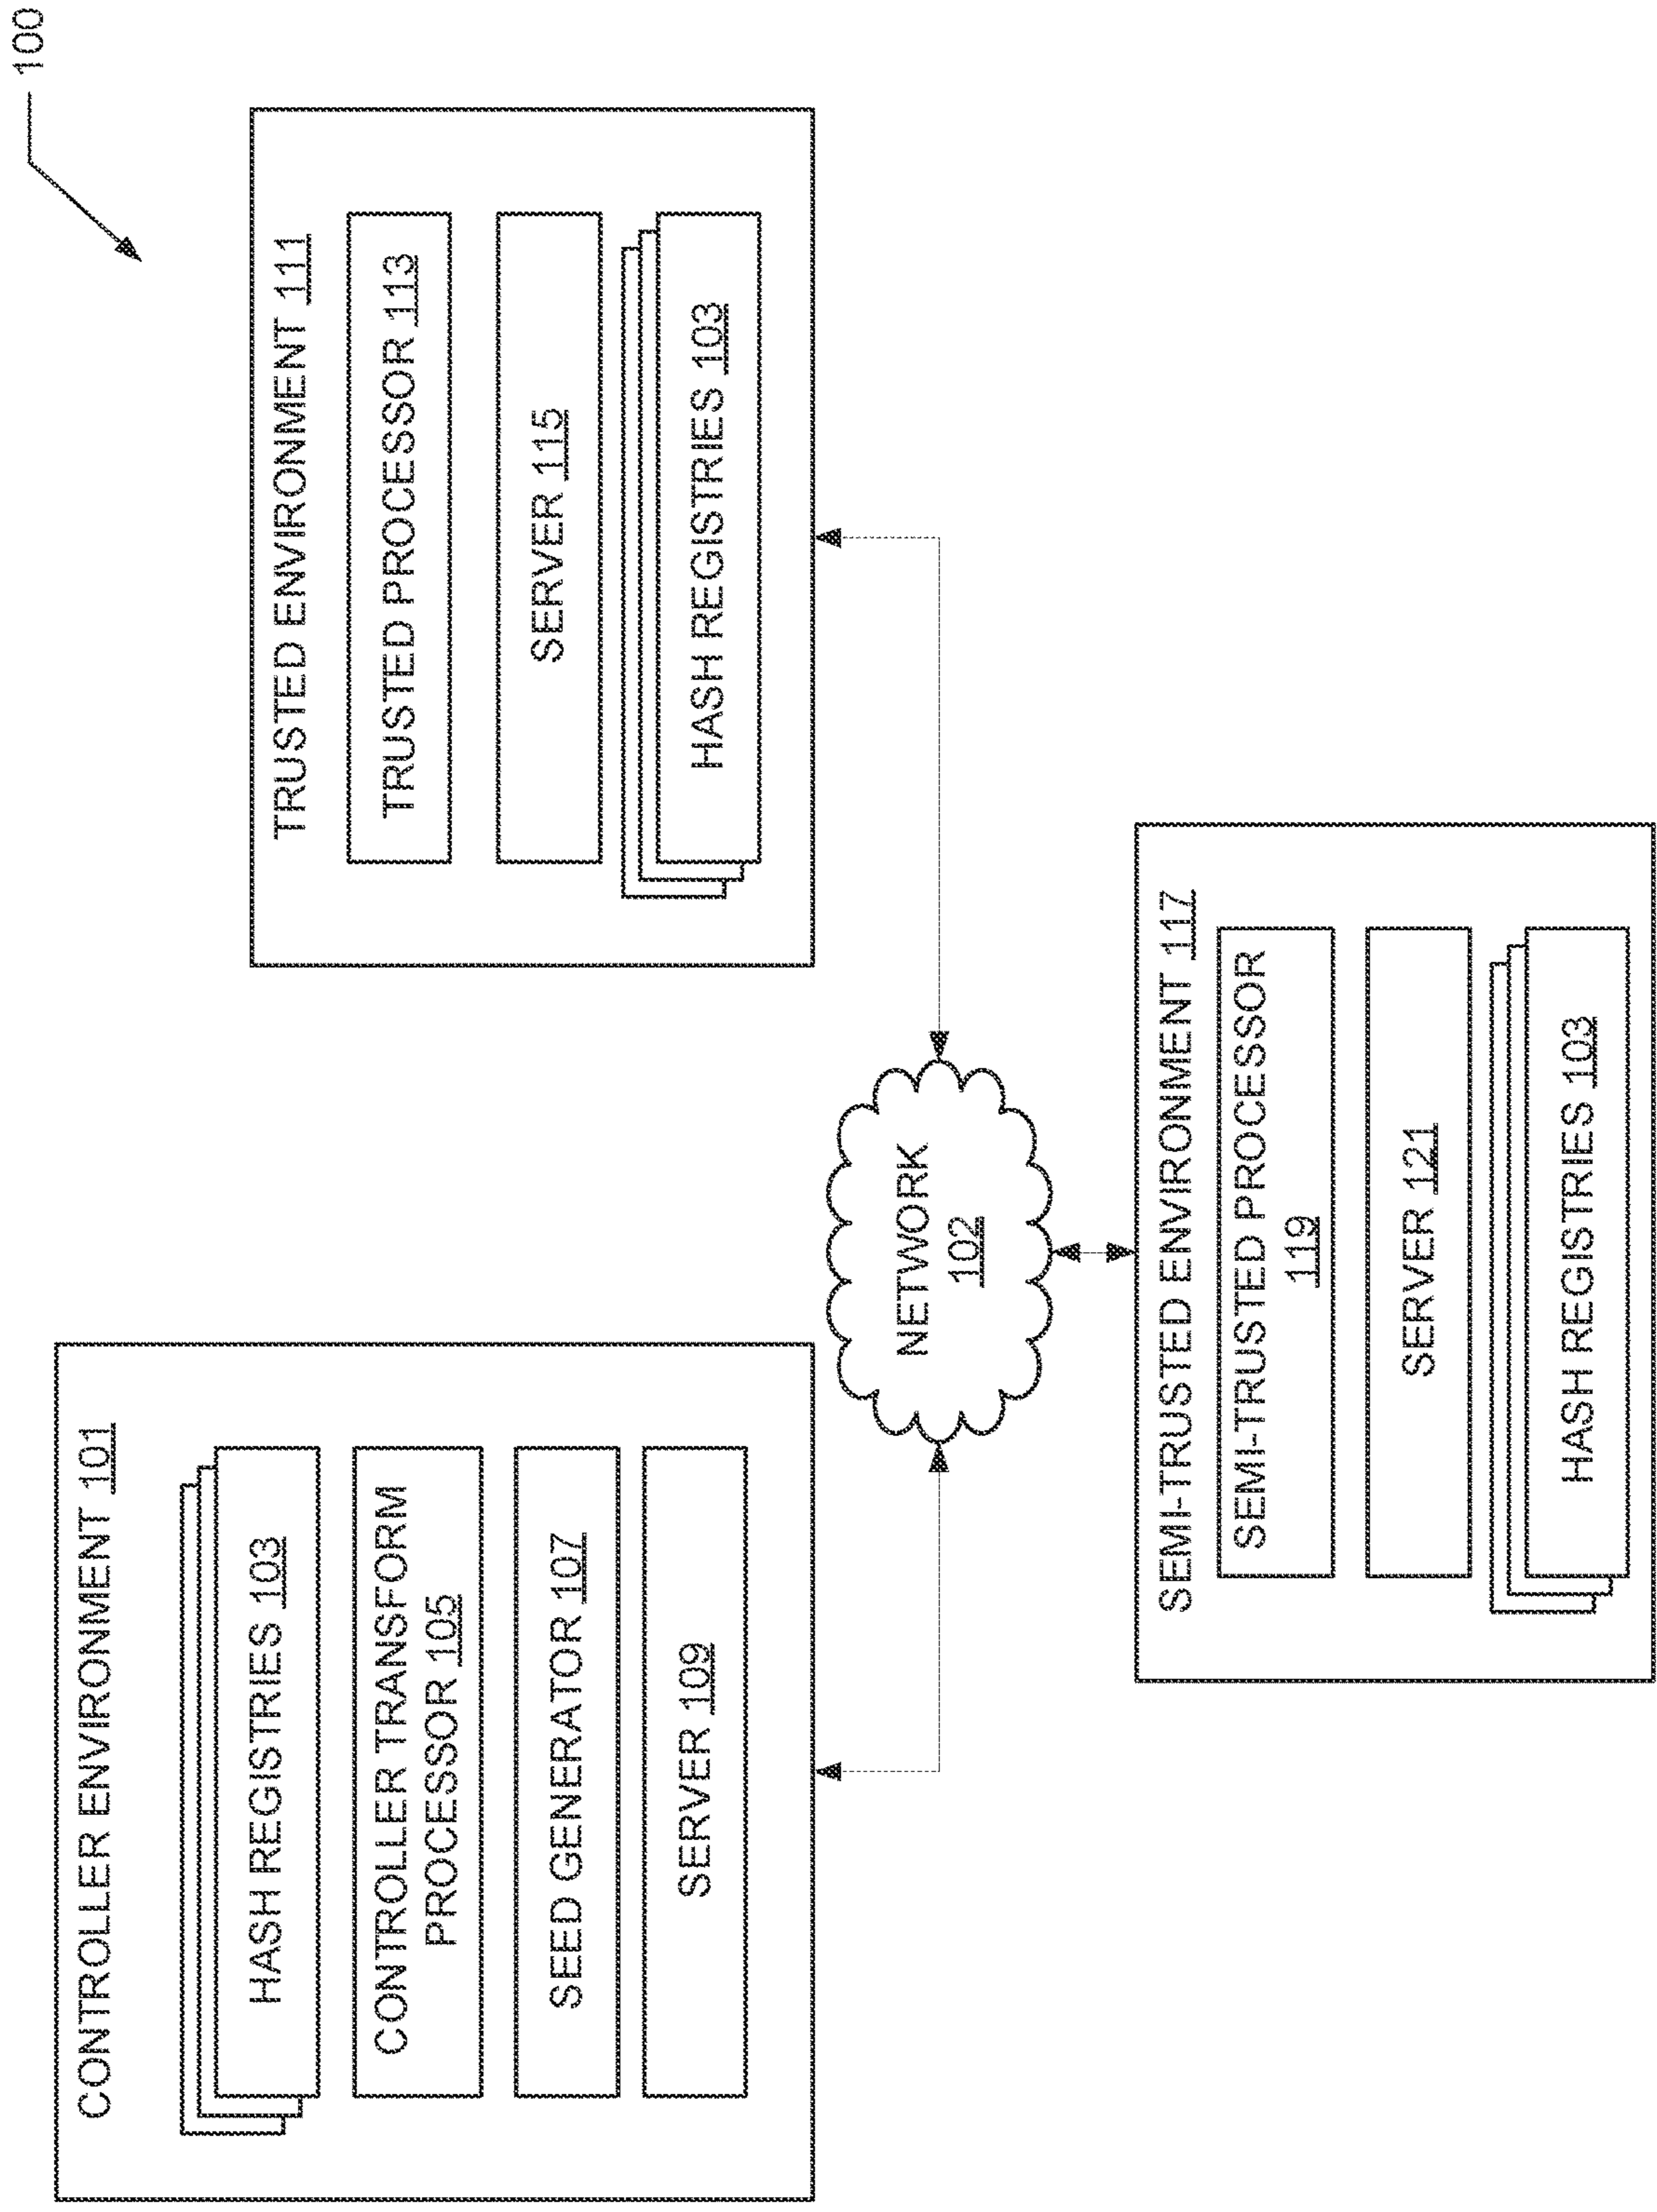 100
CONTROLLER ENVIRONMENT 101
HASH REGISTRIES 103
CONTROLLER TRANSFORM
PROCESSOR 105
SEED GENERATOR 107
SERVER 109
TRUSTED ENVIRONMENT 111
TRUSTED PROCESSOR 113
SERVER 115
HASH REGISTRIES 103
NETWORK
102
SEMI-TRUSTED ENVIRONMENT 117
SEMI-TRUSTED PROCESSOR
119
SERVER 121
HASH REGISTRIES 103